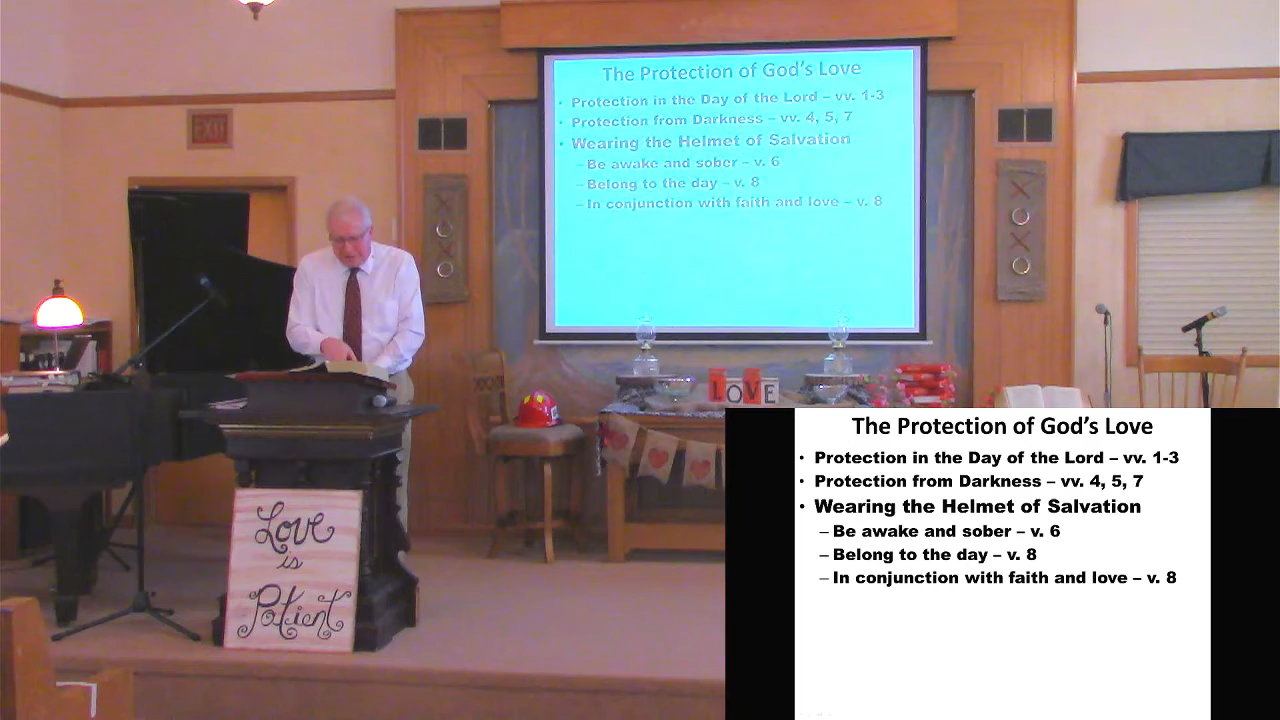 EXIT
The Protection of God's Love
• Protection in the Day of the Lord – vv. 1-3
• Protection from Darkness – vv. 4, 5, 7
• Wearing the Helmet of Salvation
– Be awake and sober – v. 6
– Belong to the day – v. 8
– In conjunction with faith and love – v. 8
XOXO
XOXO
LOVE
Love
is
Patient
The Protection of God's Love
• Protection in the Day of the Lord – vv. 1-3
• Protection from Darkness – vv. 4, 5, 7
• Wearing the Helmet of Salvation
– Be awake and sober – v. 6
– Belong to the day – v. 8
– In conjunction with faith and love – v. 8